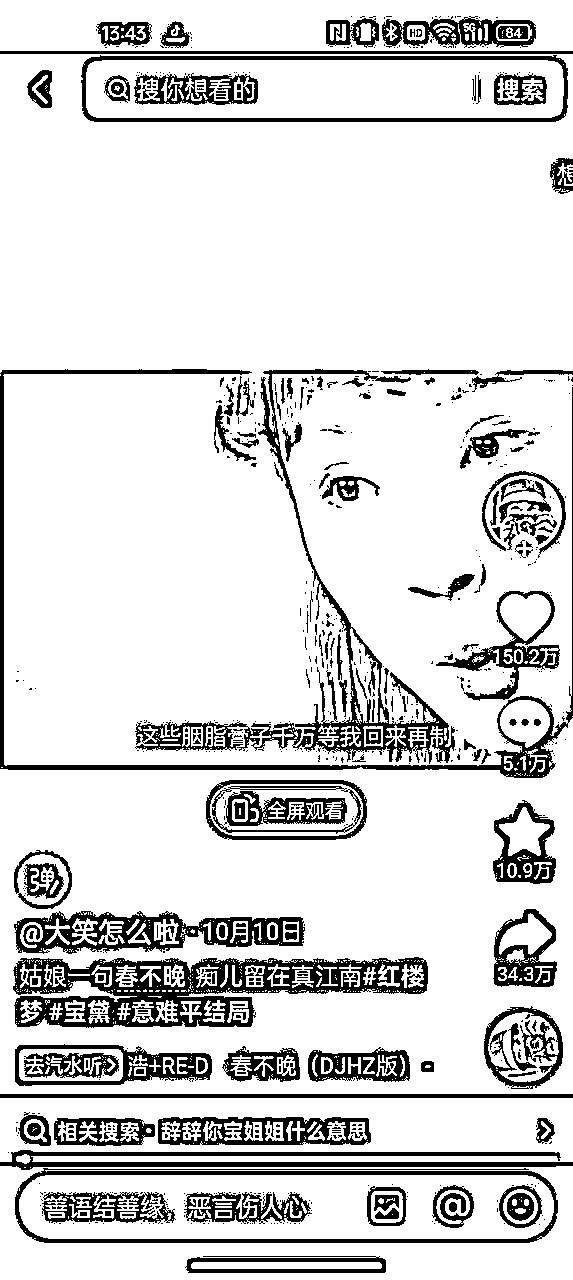 13:43 HD 84
搜你想看的 搜索
想
这些胭脂膏子千万等我回来再制
150.2万
5.1万
全屏观看
10.9万
弹
@大笑怎么啦 · 10月10日
34.3万
姑娘一句春不晚 痴儿留在真江南#红楼
梦 #宝黛 #意难平结局
去汽水听> 浩+RE-D 春不晚（DJHZ版）-
相关搜索 · 辞辞你宝姐姐什么意思
善语结善缘，恶言伤人心